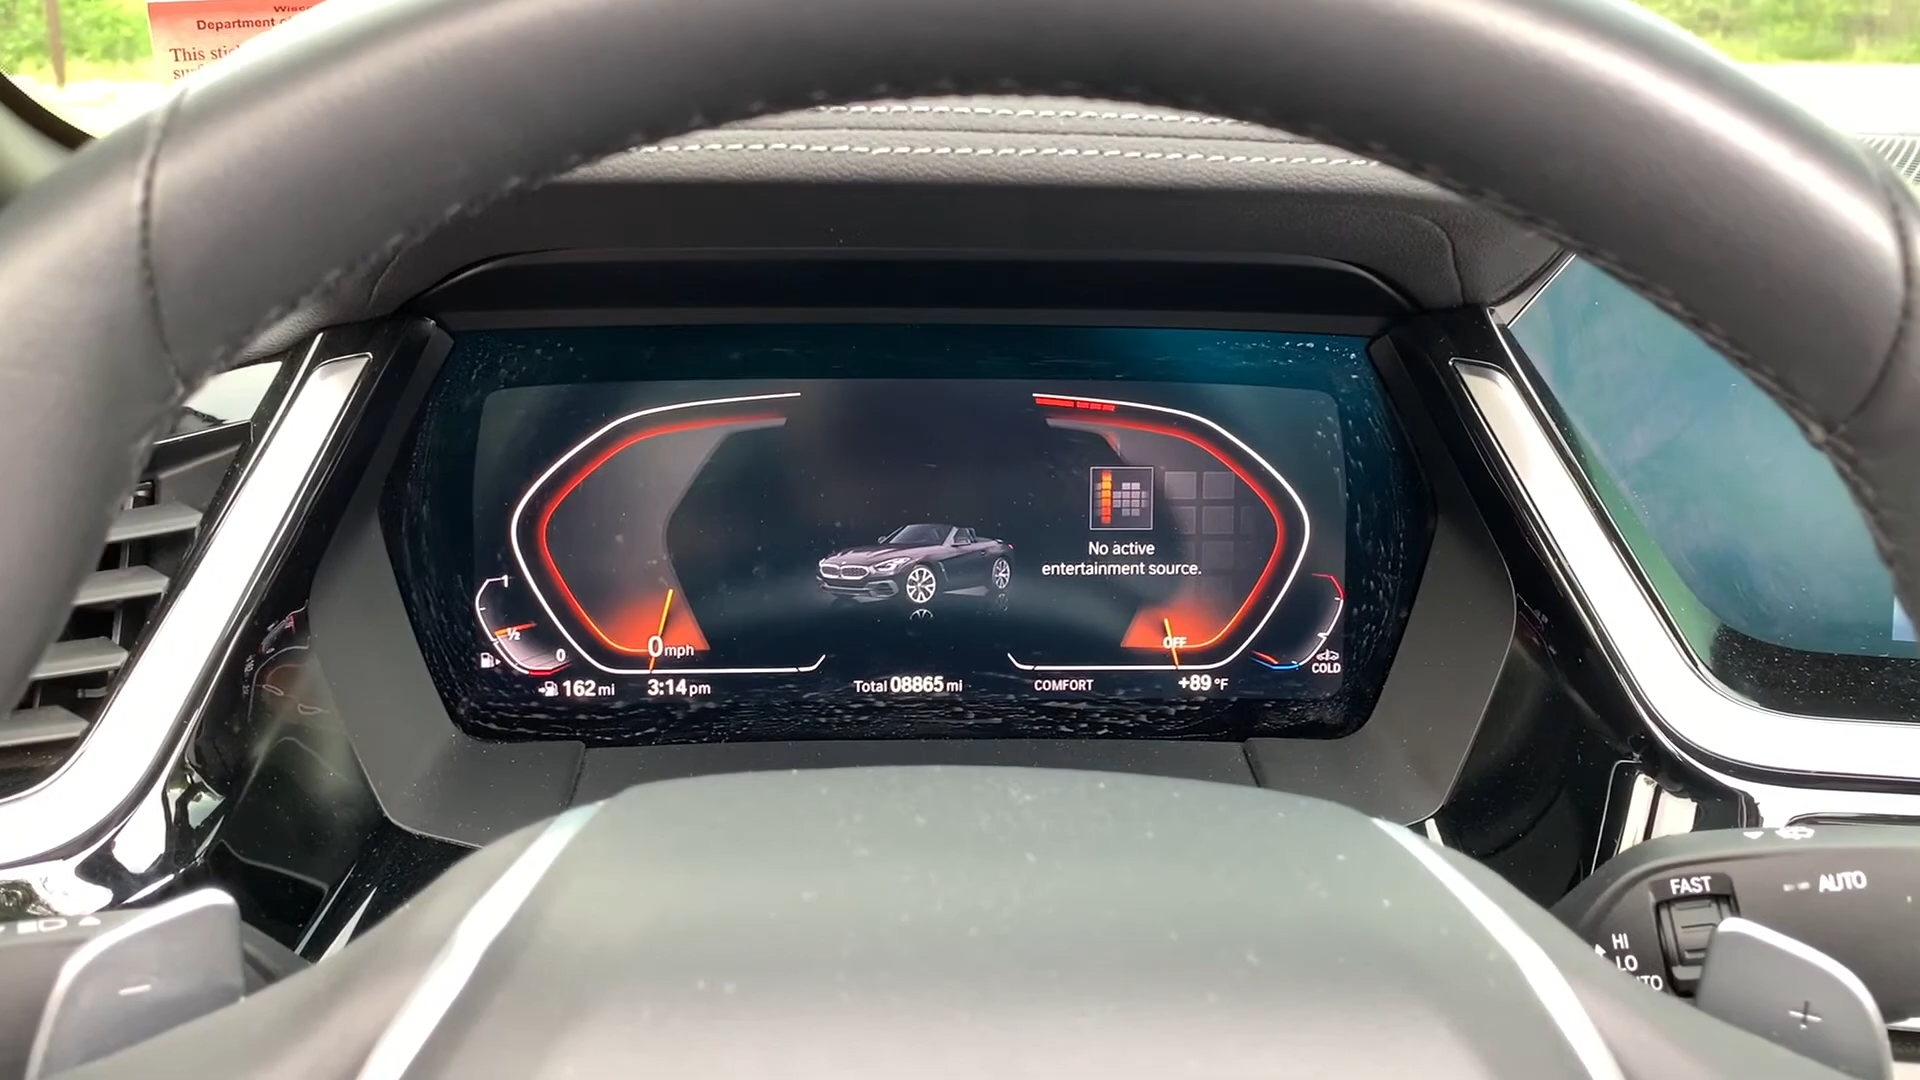 Department
This
No active
entertainment source.
1
1/2
0
0 mph
OFF
COLD
162 mi
3:14 pm
Total 08865 mi
COMFORT
+89 °F
FAST
AUTO
HI
LO
-
+